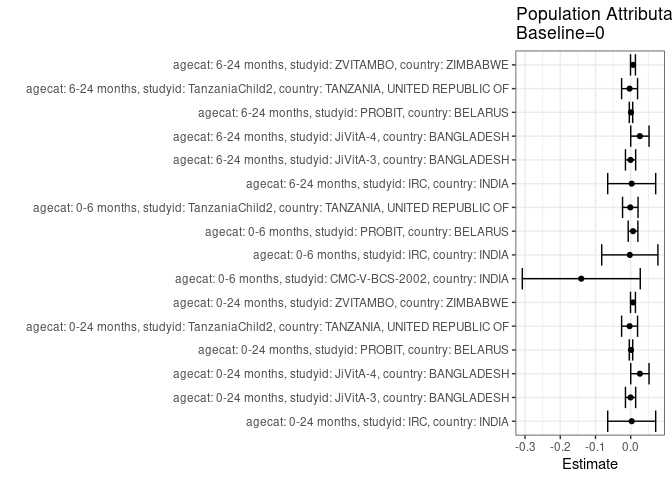 Population Attributa
Baseline=0
agecat: 6-24 months, studyid: ZVITAMBO, country: ZIMBABWE
agecat: 6-24 months, studyid: TanzaniaChild2, country: TANZANIA, UNITED REPUBLIC OF
agecat: 6-24 months, studyid: PROBIT, country: BELARUS
agecat: 6-24 months, studyid: JiVitA-4, country: BANGLADESH
agecat: 6-24 months, studyid: JiVitA-3, country: BANGLADESH
agecat: 6-24 months, studyid: IRC, country: INDIA
agecat: 0-6 months, studyid: TanzaniaChild2, country: TANZANIA, UNITED REPUBLIC OF
agecat: 0-6 months, studyid: PROBIT, country: BELARUS
agecat: 0-6 months, studyid: IRC, country: INDIA
agecat: 0-6 months, studyid: CMC-V-BCS-2002, country: INDIA
agecat: 0-24 months, studyid: ZVITAMBO, country: ZIMBABWE
agecat: 0-24 months, studyid: TanzaniaChild2, country: TANZANIA, UNITED REPUBLIC OF
agecat: 0-24 months, studyid: PROBIT, country: BELARUS
agecat: 0-24 months, studyid: JiVitA-4, country: BANGLADESH
agecat: 0-24 months, studyid: JiVitA-3, country: BANGLADESH
agecat: 0-24 months, studyid: IRC, country: INDIA
-0.3 -0.2 -0.1 0.0
Estimate